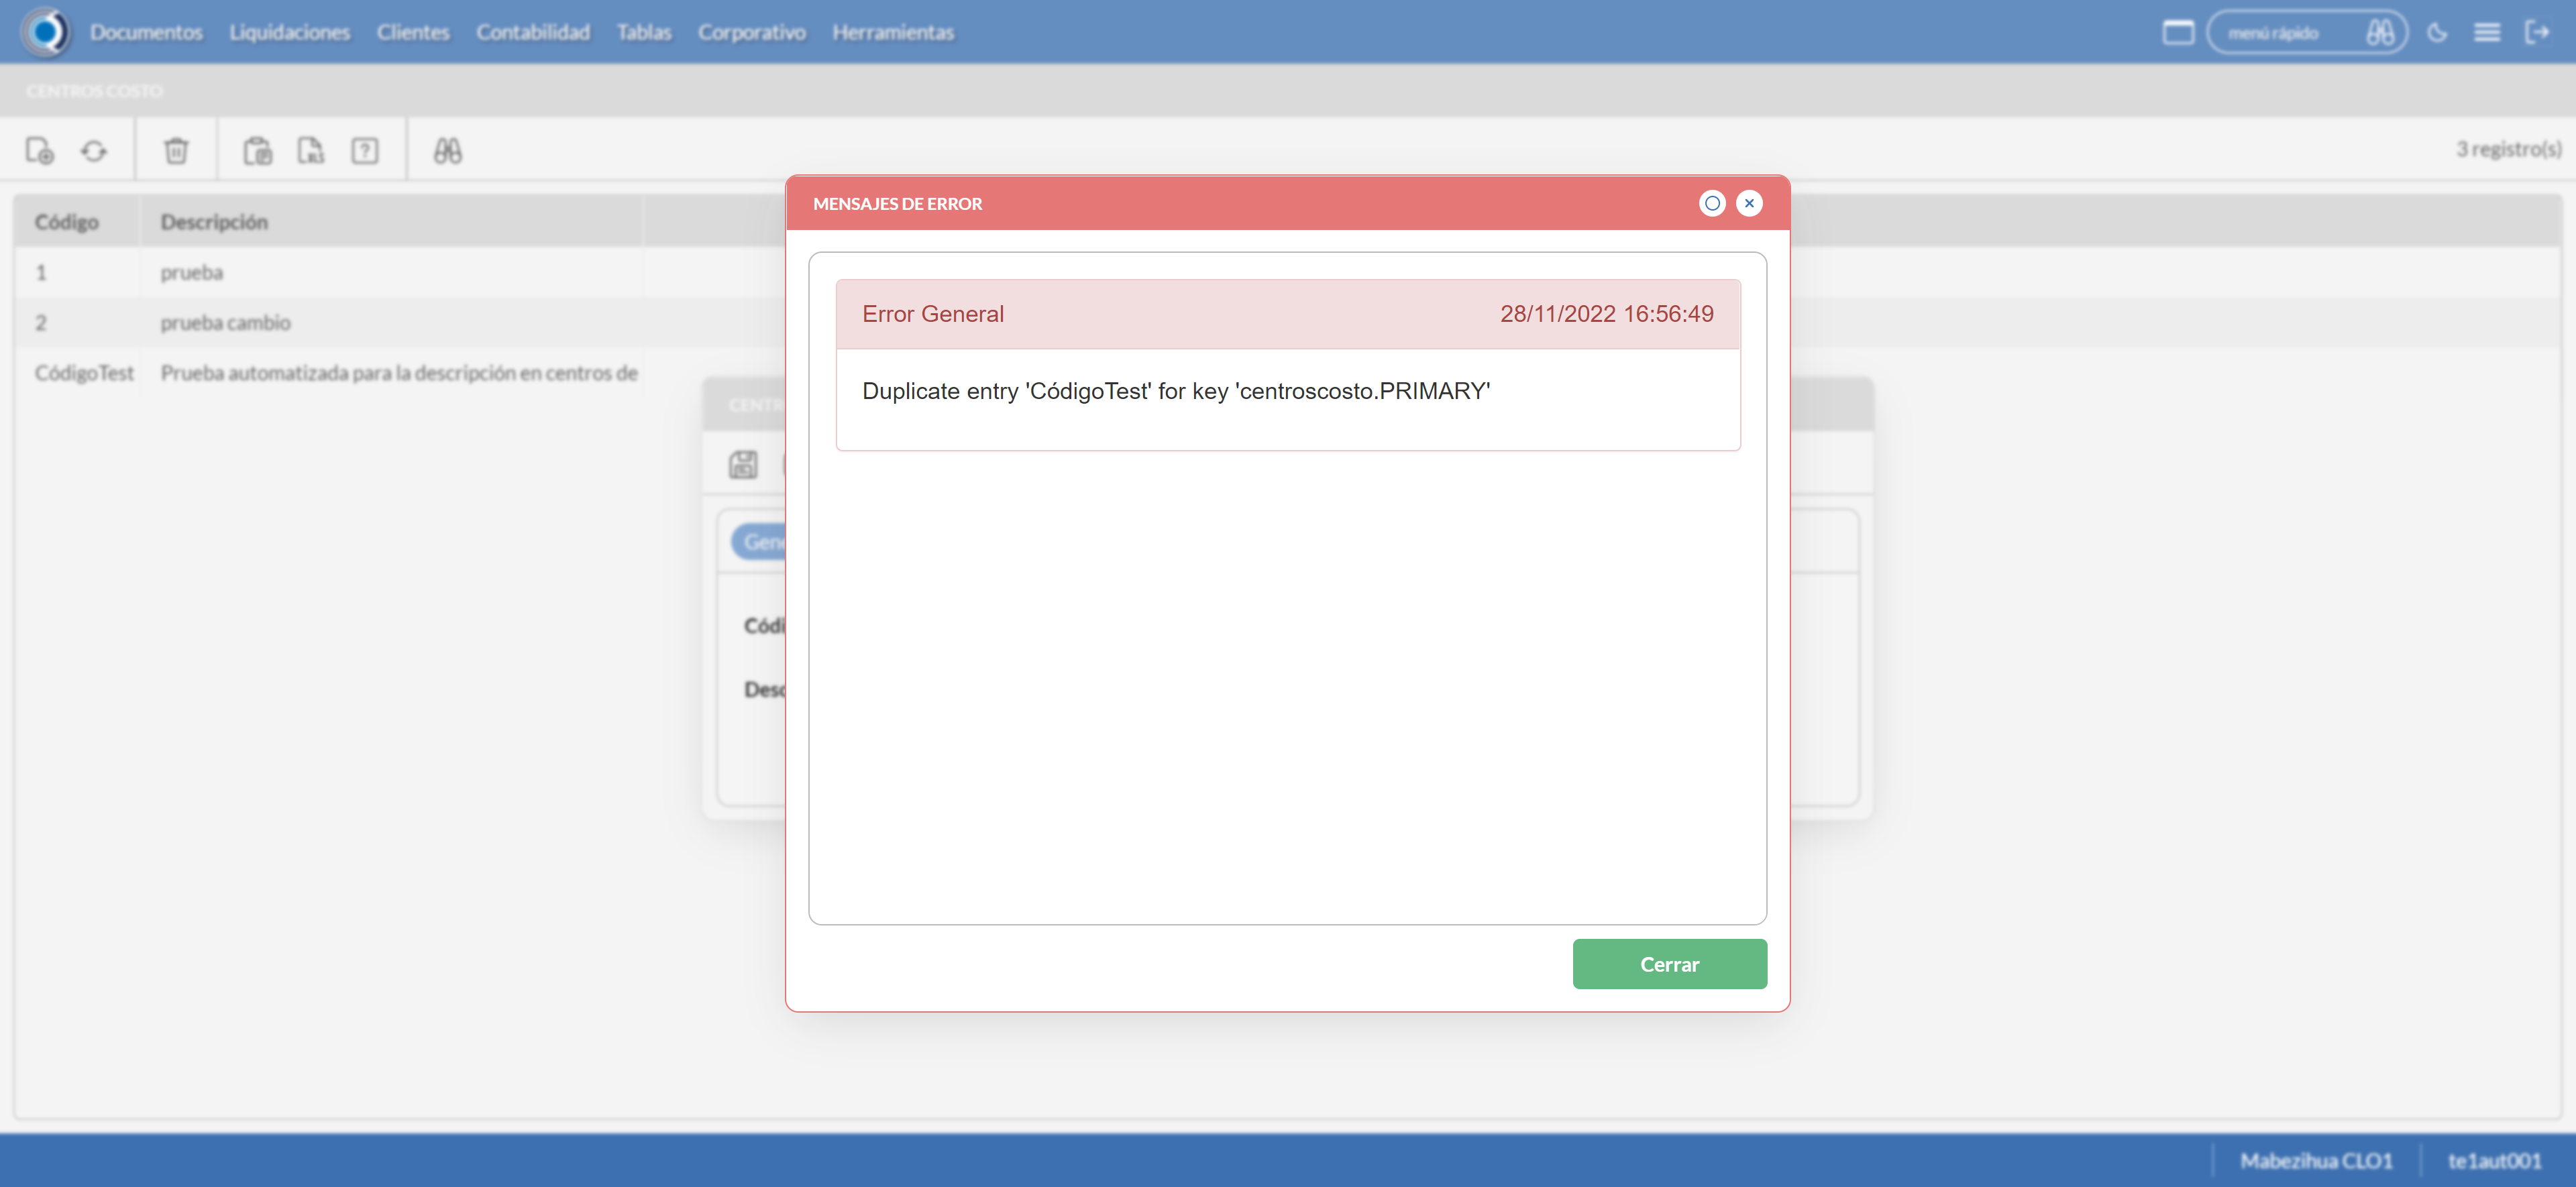 Documentos Liquidaciones Clientes Contabilidad Tablas Corporativo Herramientas menú rápido
CENTROS COSTO
3 registro(s)
Código Descripción
1 prueba
2 prueba cambio
CódigoTest Prueba automatizada para la descripción en centros de
MENSAJES DE ERROR
Error General 28/11/2022 16:56:49
Duplicate entry 'CódigoTest' for key 'centroscosto.PRIMARY'
Cerrar
Mabezihua CLO1 te1aut001